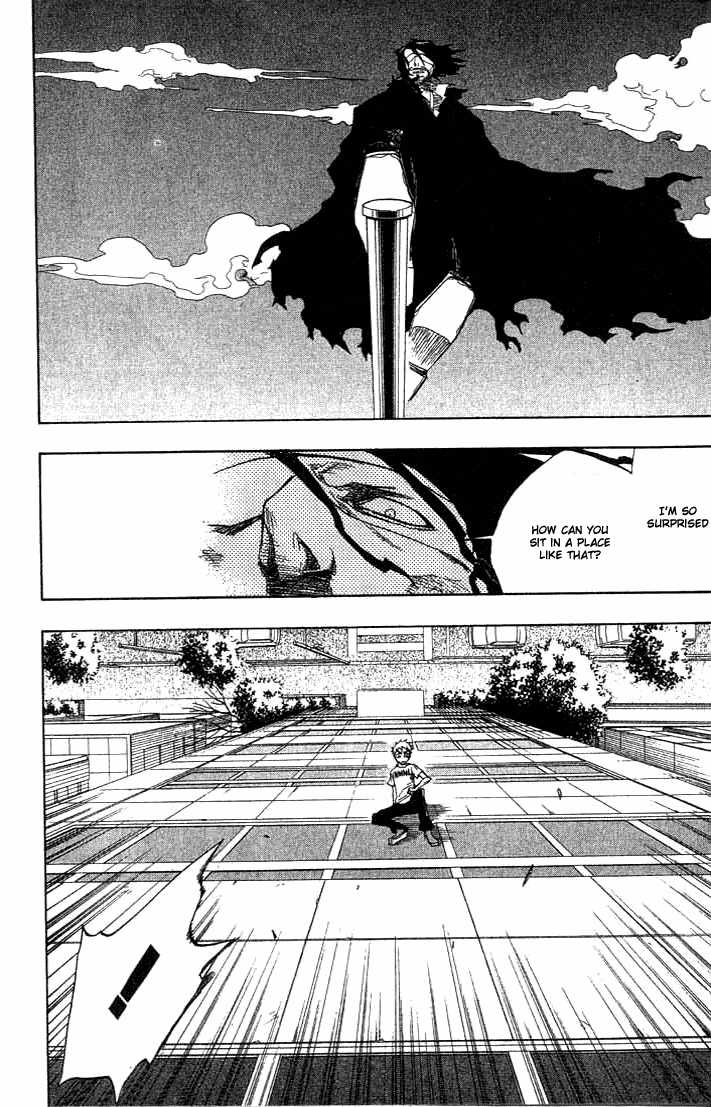 I'M SO
SURPRISED
HOW CAN YOU
SIT IN A PLACE
LIKE THAT?
!